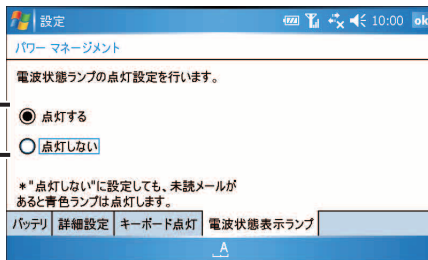 設定 10:00 ok
パワー マネージメント
電波状態ランプの点灯設定を行います。
点灯する
点灯しない
*"点灯しない"に設定しても、未読メールが
あると青色ランプは点灯します。
バッテリ 詳細設定 キーボード点灯 電波状態表示ランプ
A